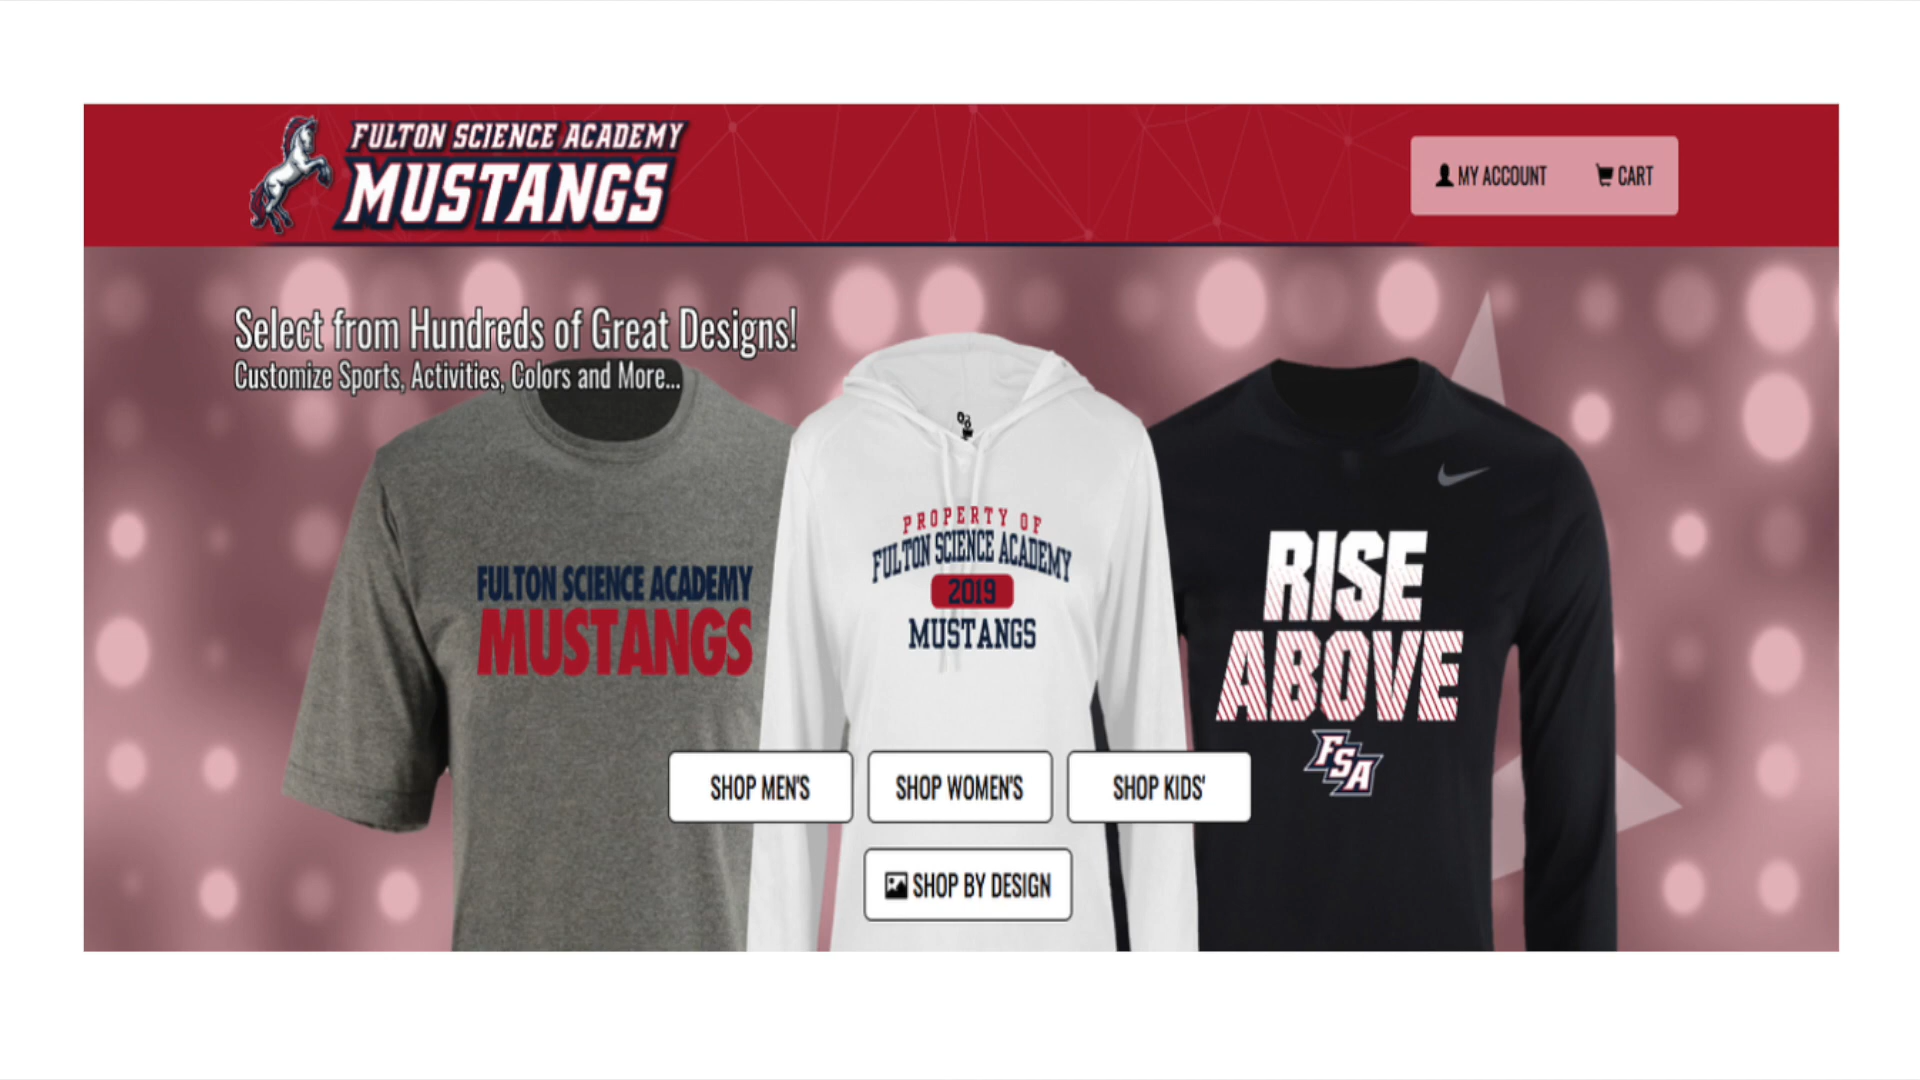 FULTON SCIENCE ACADEMY
MUSTANGS
MY ACCOUNT
CART
Select from Hundreds of Great Designs!
Customize Sports, Activities, Colors and More...
FULTON SCIENCE ACADEMY
MUSTANGS
PROPERTY OF
FULTON SCIENCE ACADEMY
2019
MUSTANGS
RISE
ABOVE
FSA
SHOP MEN'S
SHOP WOMEN'S
SHOP KIDS'
SHOP BY DESIGN